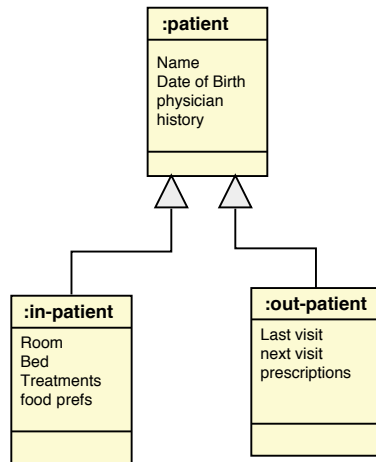 :patient
Name
Date of Birth
physician
history
:in-patient
Room
Bed
Treatments
food prefs
:out-patient
Last visit
next visit
prescriptions